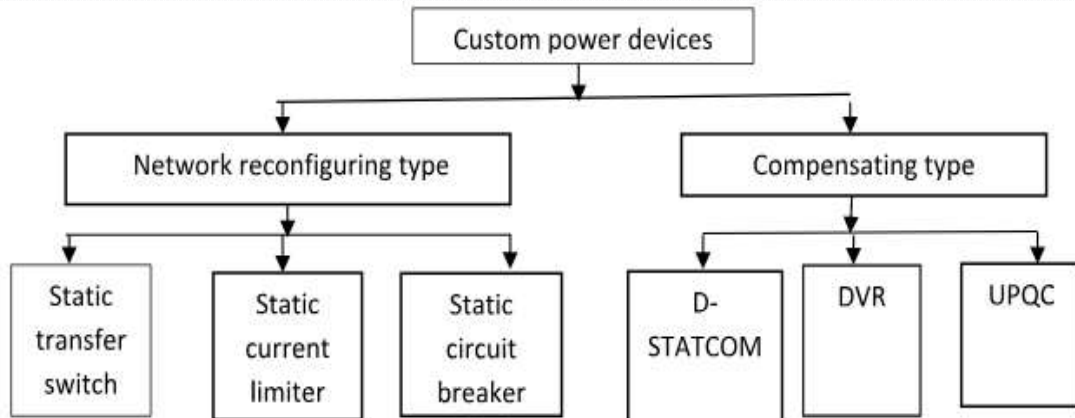 Custom power devices
Network reconfiguring type
Compensating type
Static
transfer
switch
Static
current
limiter
Static
circuit
breaker
D-
STATCOM
DVR
UPQC